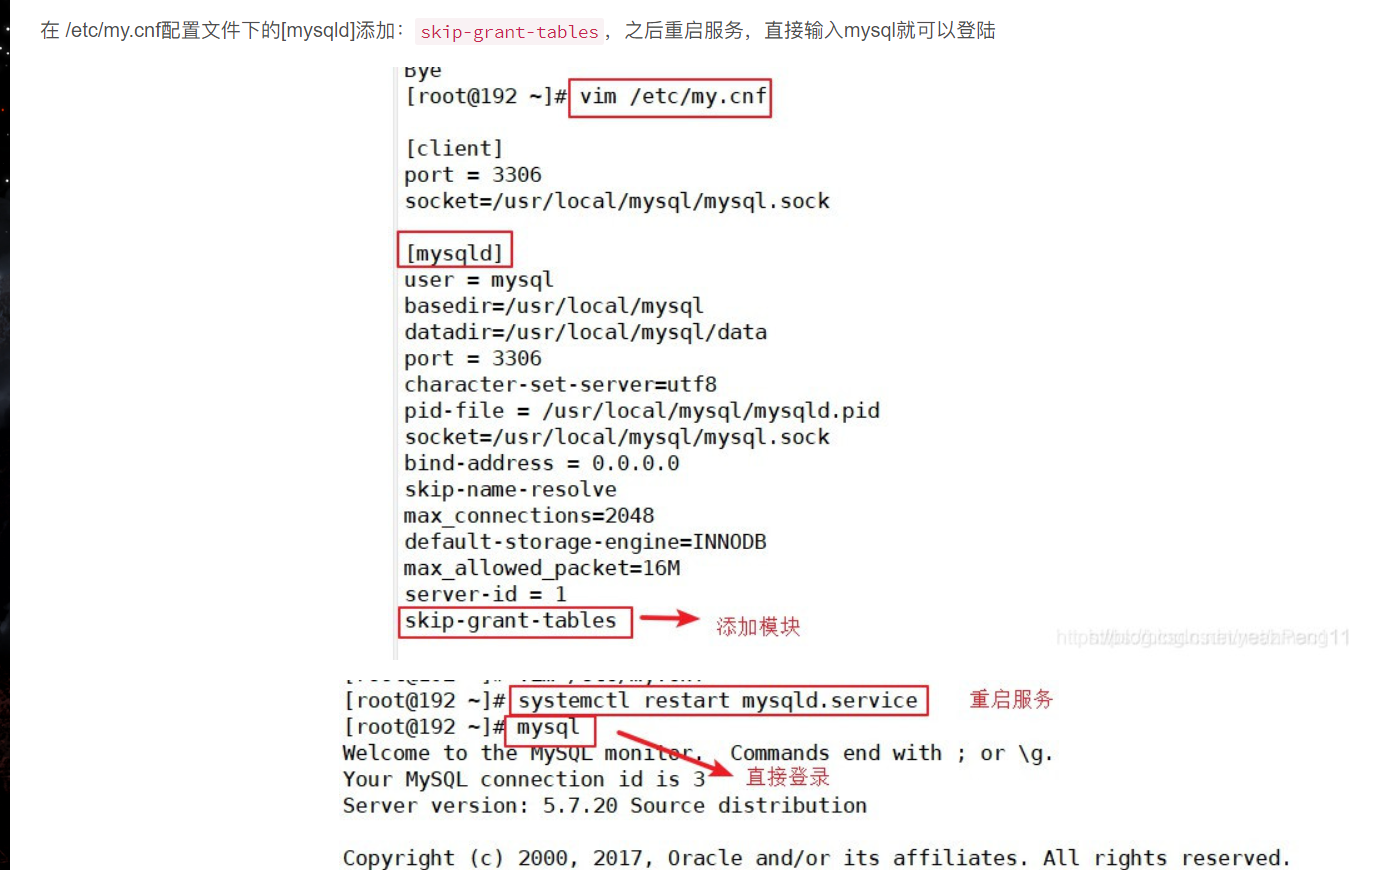 在 /etc/my.cnf配置文件下的[mysqld]添加： skip-grant-tables ，之后重启服务，直接输入mysql就可以登陆
Bye
[root@192 ~]# vim /etc/my.cnf
[client]
port = 3306
socket=/usr/local/mysql/mysql.sock
[mysqld]
user = mysql
basedir=/usr/local/mysql
datadir=/usr/local/mysql/data
port = 3306
character-set-server=utf8
pid-file = /usr/local/mysql/mysqld.pid
socket=/usr/local/mysql/mysql.sock
bind-address = 0.0.0.0
skip-name-resolve
max_connections=2048
default-storage-engine=INNODB
max_allowed_packet=16M
server-id = 1
skip-grant-tables 添加模块
[root@192 ~]# systemctl restart mysqld.service 重启服务
[root@192 ~]# mysql
Welcome to the MySQL monitor. Commands end with ; or \g.
Your MySQL connection id is 3 直接登录
Server version: 5.7.20 Source distribution
Copyright (c) 2000, 2017, Oracle and/or its affiliates. All rights reserved.